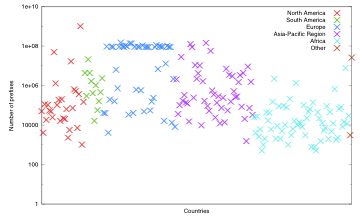 1e+10
1e+08
1e+06
10000
100
1
Number of prefixes
Countries
North America
South America
Europe
Asia-Pacific Region
Africa
Other